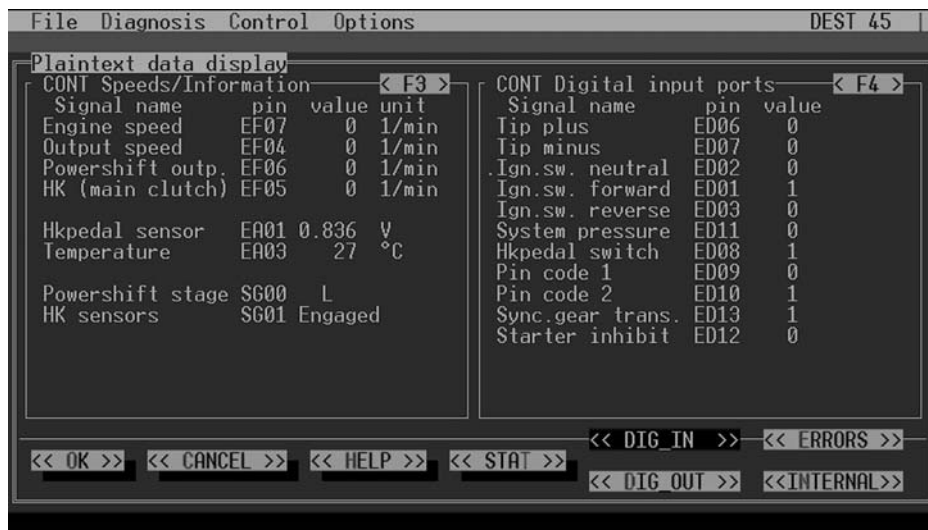 File Diagnosis Control Options DEST 45
Plaintext data display
CONT Speeds/Information < F3 >
Signal name pin value unit
Engine speed EF07 0 1/min
Output speed EF04 0 1/min
Powershift outp. EF06 0 1/min
HK (main clutch) EF05 0 1/min
Hkpedal sensor EA01 0.836 V
Temperature EA03 27 °C
Powershift stage SG00 L
HK sensors SG01 Engaged
CONT Digital input ports < F4 >
Signal name pin value
Tip plus ED06 0
Tip minus ED07 0
.Ign.sw. neutral ED02 0
Ign.sw. forward ED01 1
Ign.sw. reverse ED03 0
System pressure ED11 0
Hkpedal switch ED08 1
Pin code 1 ED09 0
Pin code 2 ED10 1
Sync.gear trans. ED13 1
Starter inhibit ED12 0
<< DIG_IN >> << ERRORS >>
<< OK >> << CANCEL >> << HELP >> << STAT >>
<< DIG_OUT >> <<INTERNAL>>